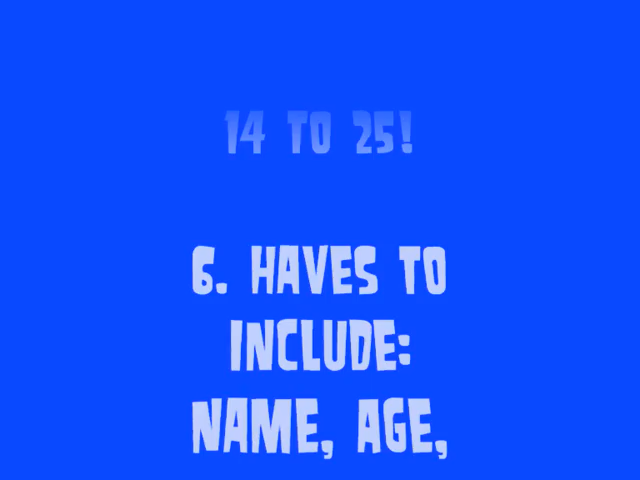 14 TO 25!
6. HAVES TO
INCLUDE:
NAME, AGE,